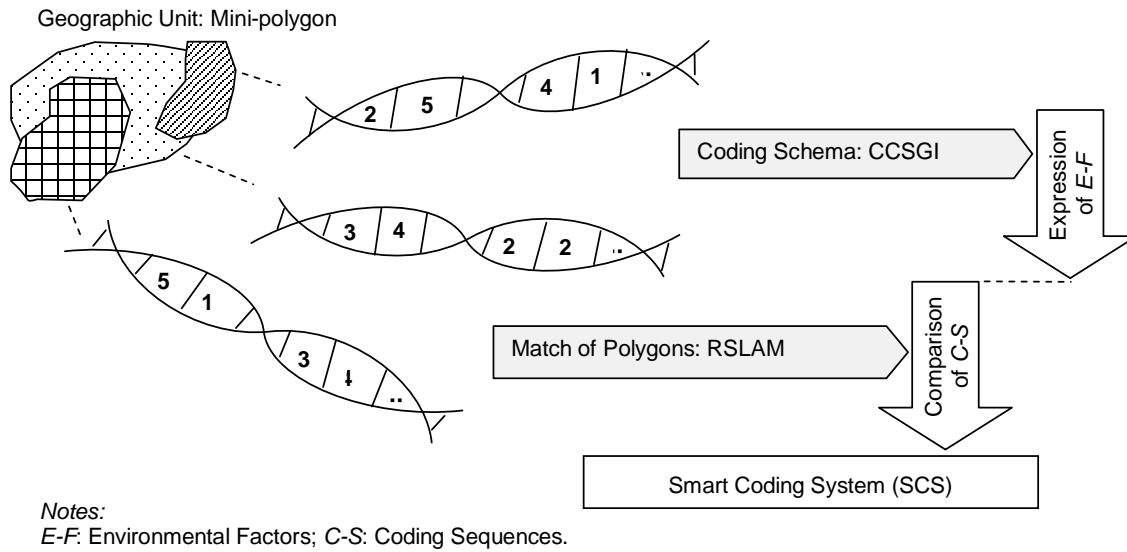 Geographic Unit: Mini-polygon
2 5 4 1 ..
Coding Schema: CCSGI
Expression
of E-F
3 4 2 2 ..
5 1 3 ..
Match of Polygons: RSLAM
Comparison
of C-S
Smart Coding System (SCS)
Notes:
E-F: Environmental Factors; C-S: Coding Sequences.